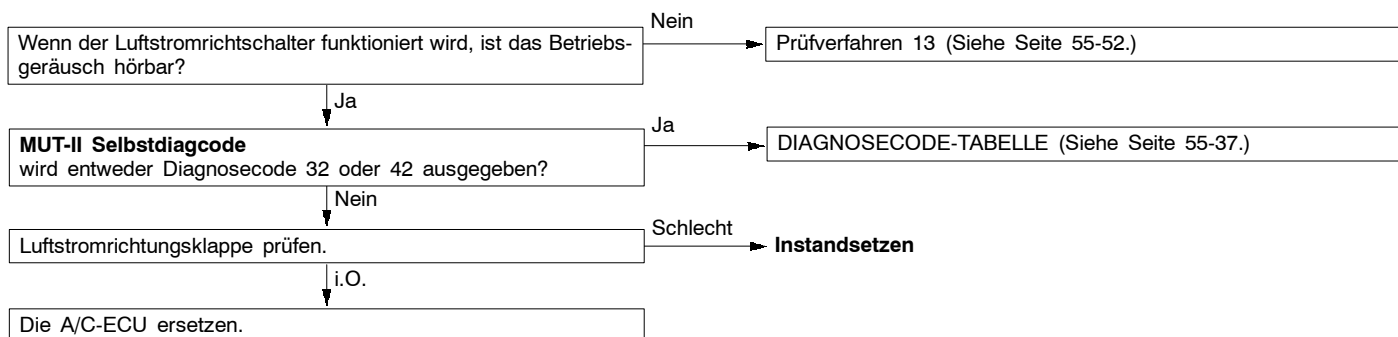 Nein
Wenn der Luftstromrichtschalter funktioniert wird, ist das Betriebs-
geräusch hörbar?
Prüfverfahren 13 (Siehe Seite 55-52.)
Ja
MUT-II Selbstdiagcode
wird entweder Diagnosecode 32 oder 42 ausgegeben?
Ja
DIAGNOSECODE-TABELLE (Siehe Seite 55-37.)
Nein
Luftstromrichtungsklappe prüfen.
Schlecht
Instandsetzen
i.O.
Die A/C-ECU ersetzen.